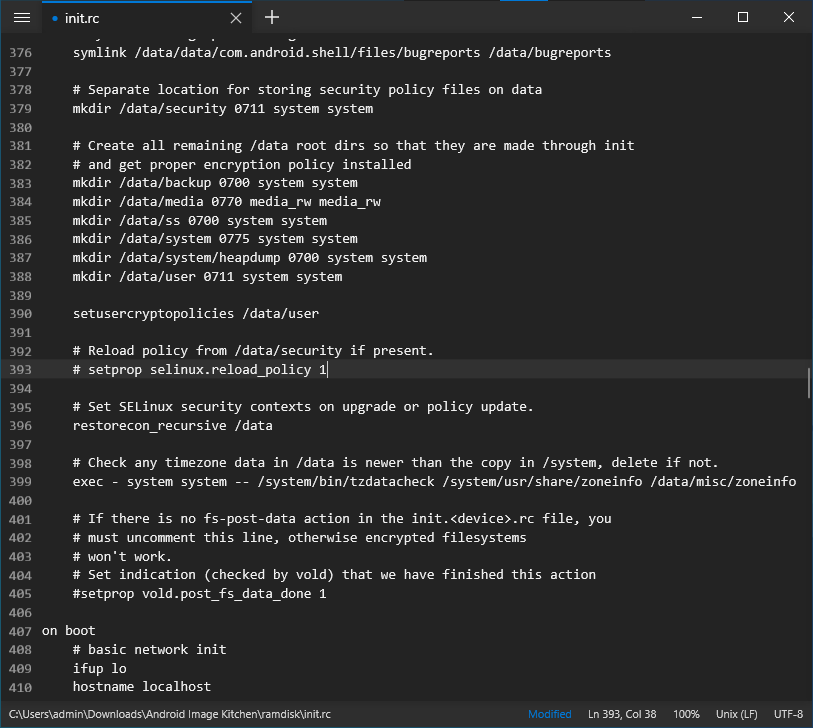 init.rc
376 symlink /data/data/com.android.shell/files/bugreports /data/bugreports
377
378 # Separate location for storing security policy files on data
379 mkdir /data/security 0711 system system
380
381 # Create all remaining /data root dirs so that they are made through init
382 # and get proper encryption policy installed
383 mkdir /data/backup 0700 system system
384 mkdir /data/media 0770 media_rw media_rw
385 mkdir /data/ss 0700 system system
386 mkdir /data/system 0775 system system
387 mkdir /data/system/heapdump 0700 system system
388 mkdir /data/user 0711 system system
389
390 setusercryptopolicies /data/user
391
392 # Reload policy from /data/security if present.
393 # setprop selinux.reload_policy 1
394
395 # Set SELinux security contexts on upgrade or policy update.
396 restorecon_recursive /data
397
398 # Check any timezone data in /data is newer than the copy in /system, delete if not.
399 exec - system system -- /system/bin/tzdatacheck /system/usr/share/zoneinfo /data/misc/zoneinfo
400
401 # If there is no fs-post-data action in the init.<device>.rc file, you
402 # must uncomment this line, otherwise encrypted filesystems
403 # won't work.
404 # Set indication (checked by vold) that we have finished this action
405 #setprop vold.post_fs_data_done 1
406
407 on boot
408 # basic network init
409 ifup lo
410 hostname localhost
C:\Users\admin\Downloads\Android Image Kitchen\ramdisk\init.rc Modified Ln 393, Col 38 100% Unix (LF) UTF-8